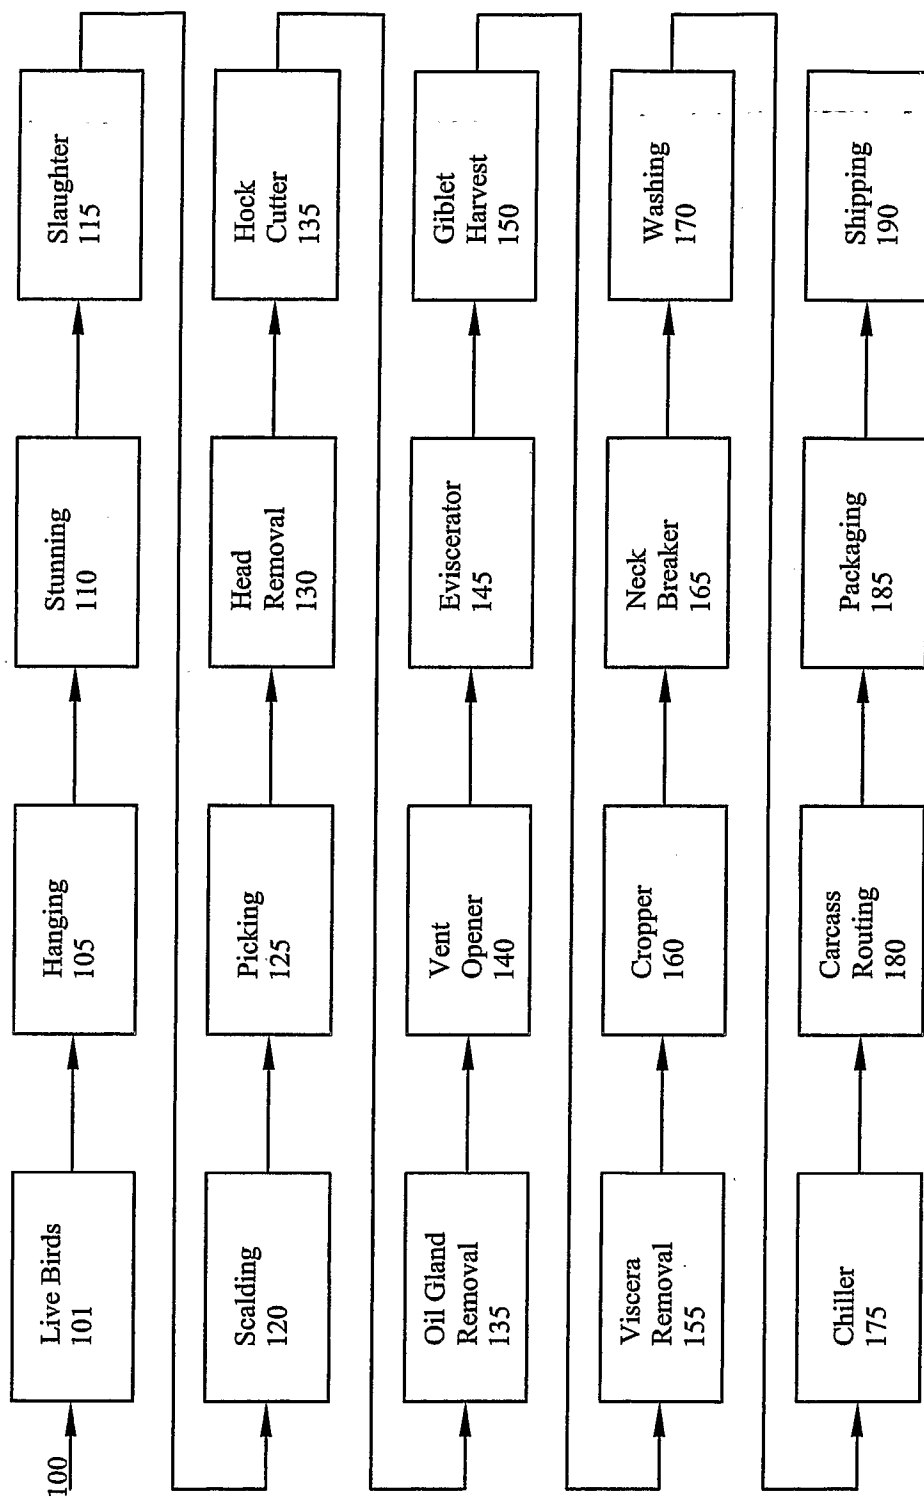 100
Live Birds
101
Hanging
105
Stunning
110
Slaughter
115
Scalding
120
Picking
125
Head
Removal
130
Hock
Cutter
135
Oil Gland
Removal
135
Vent
Opener
140
Eviscerator
145
Giblet
Harvest
150
Viscera
Removal
155
Cropper
160
Neck
Breaker
165
Washing
170
Chiller
175
Carcass
Routing
180
Packaging
185
Shipping
190